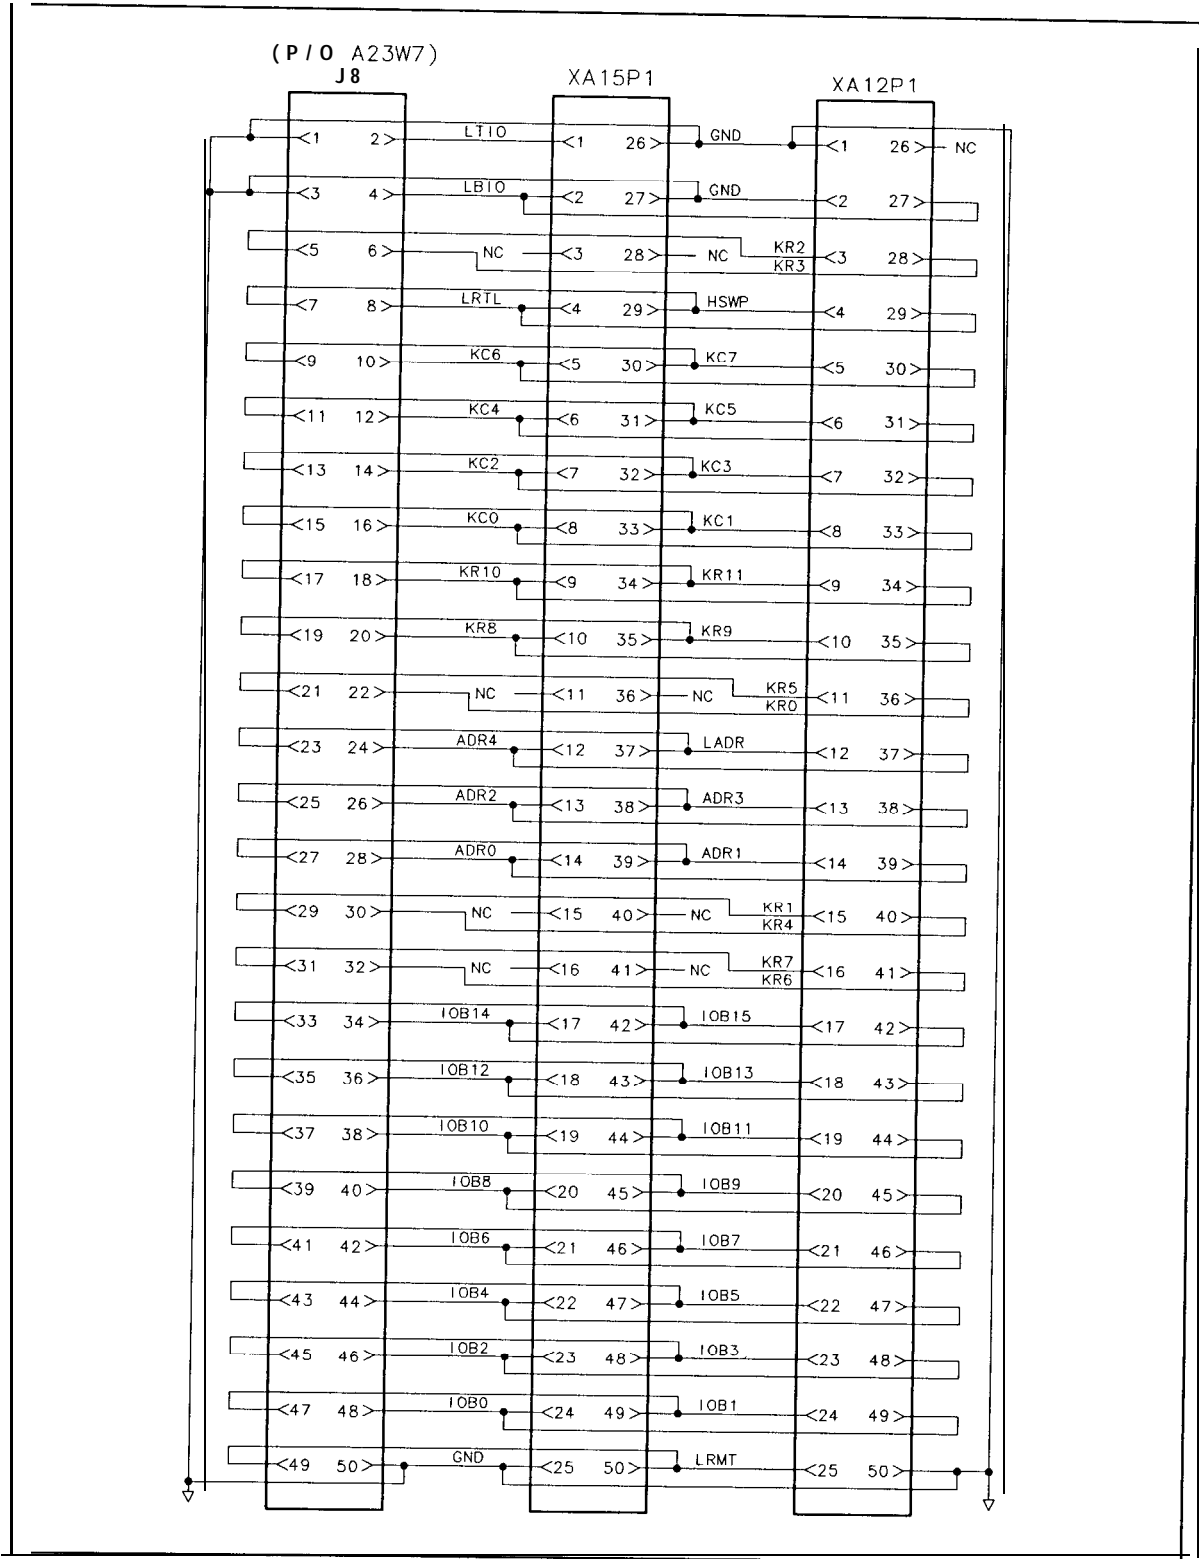 (P/O A23W7)
J8 XA15P1 XA12P1
<1 2> LTIO <1 26> GND <1 26> NC
<3 4> LBIO <2 27> GND <2 27>
<5 6> NC <3 28> NC KR2 KR3 <3 28>
<7 8> LRTL <4 29> HSWP <4 29>
<9 10> KC6 <5 30> KC7 <5 30>
<11 12> KC4 <6 31> KC5 <6 31>
<13 14> KC2 <7 32> KC3 <7 32>
<15 16> KC0 <8 33> KC1 <8 33>
<17 18> KR10 <9 34> KR11 <9 34>
<19 20> KR8 <10 35> KR9 <10 35>
<21 22> NC <11 36> NC KR5 KR0 <11 36>
<23 24> ADR4 <12 37> LADR <12 37>
<25 26> ADR2 <13 38> ADR3 <13 38>
<27 28> ADR0 <14 39> ADR1 <14 39>
<29 30> NC <15 40> NC KR1 KR4 <15 40>
<31 32> NC <16 41> NC KR7 KR6 <16 41>
<33 34> IOB14 <17 42> IOB15 <17 42>
<35 36> IOB12 <18 43> IOB13 <18 43>
<37 38> IOB10 <19 44> IOB11 <19 44>
<39 40> IOB8 <20 45> IOB9 <20 45>
<41 42> IOB6 <21 46> IOB7 <21 46>
<43 44> IOB4 <22 47> IOB5 <22 47>
<45 46> IOB2 <23 48> IOB3 <23 48>
<47 48> IOB0 <24 49> IOB1 <24 49>
<49 50> GND <25 50> LRMT <25 50>